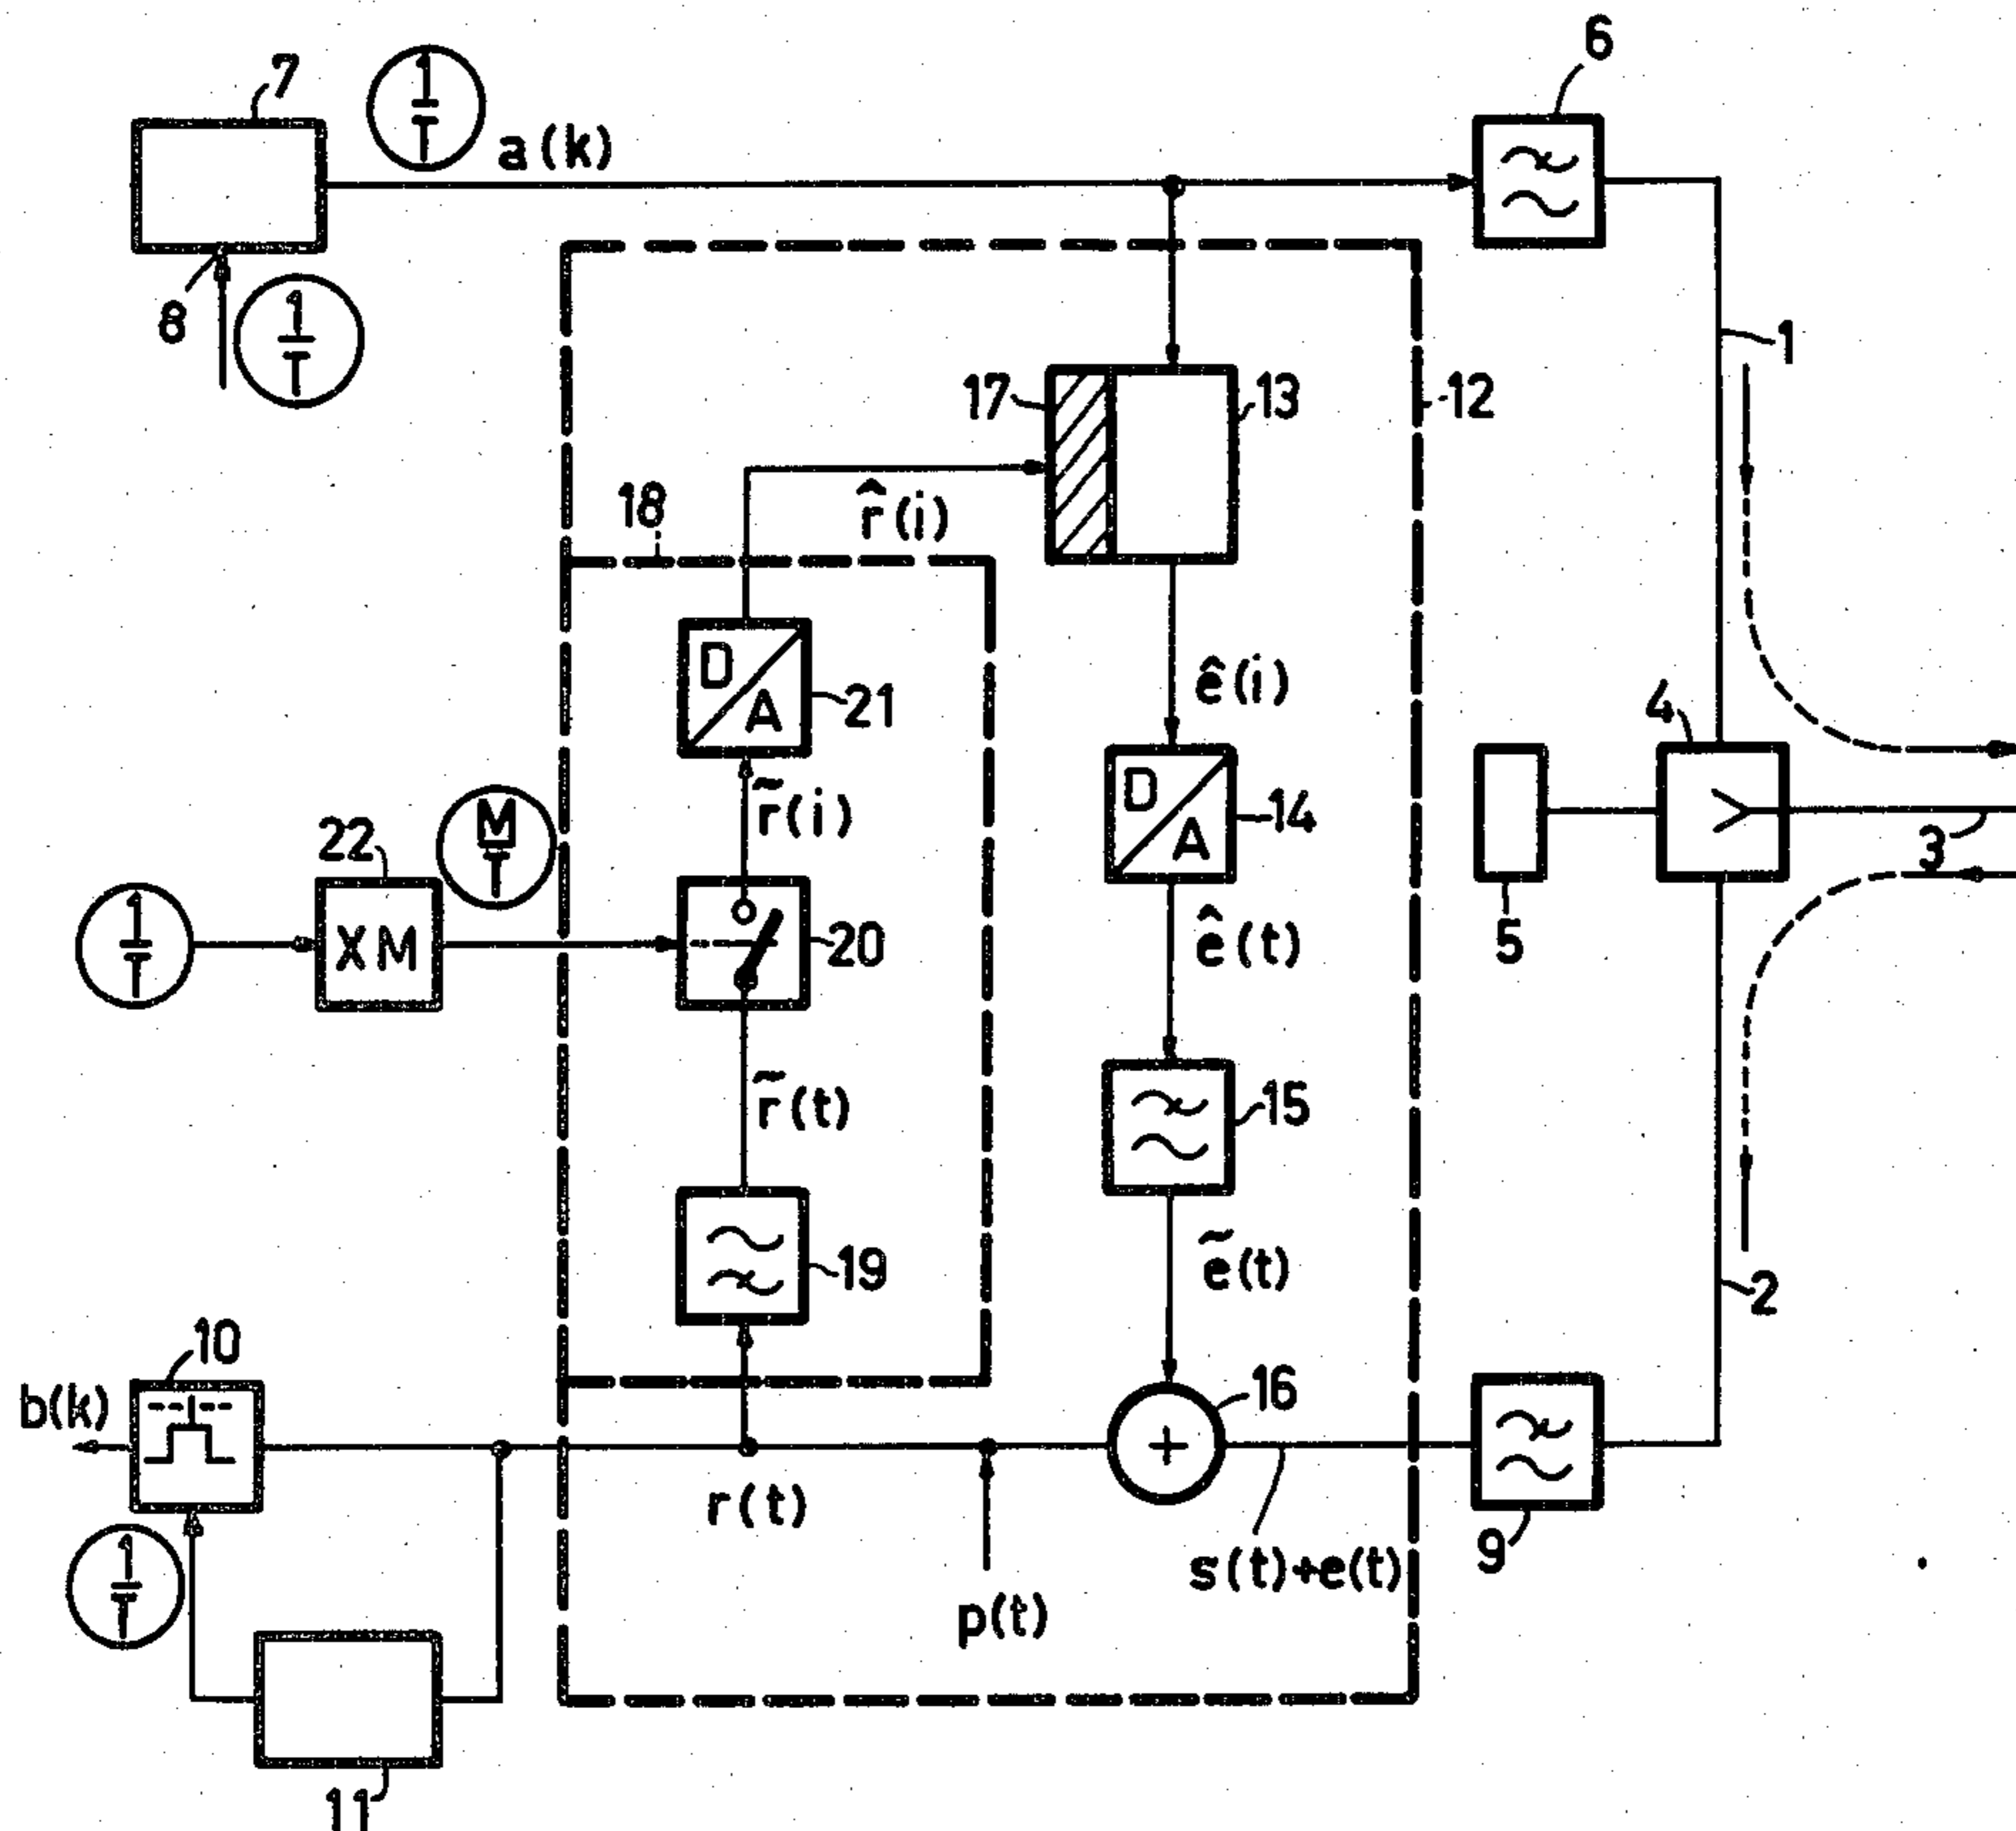 6
7
1/T
a(k)
8
1/T
1
17
13
12
18
r̂(i)
D/A
21
ê(i)
4
r̃(i)
D/A
14
22
M/T
3
1/T
XM
20
ê(t)
5
r̃(t)
15
19
ẽ(t)
2
10
16
b(k)
+
r(t)
1/T
s(t)+e(t)
9
p(t)
11